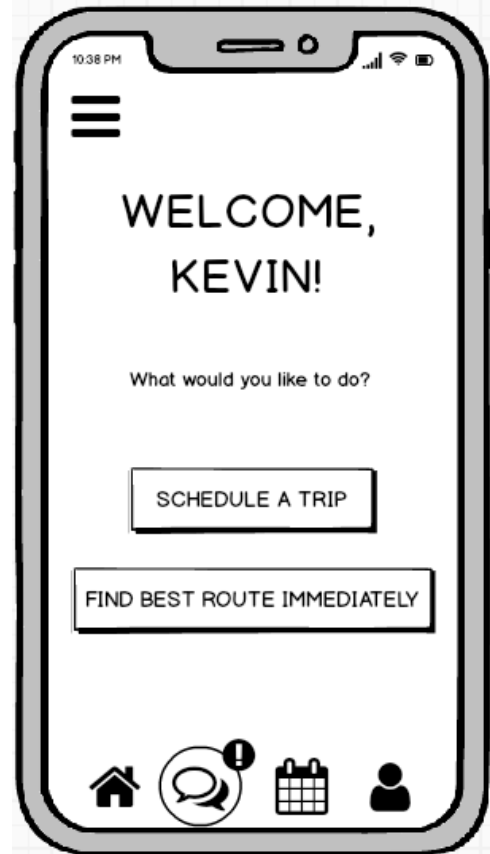 10:38 PM
WELCOME,
KEVIN!
What would you like to do?
SCHEDULE A TRIP
FIND BEST ROUTE IMMEDIATELY
!